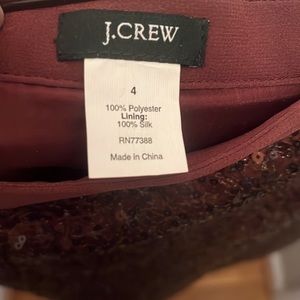 J.CREW
4
100% Polyester
Lining:
100% Silk
RN77388
Made in China